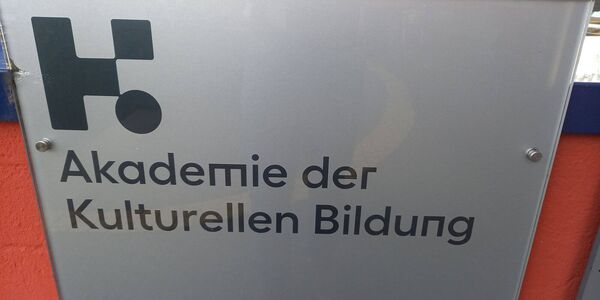 Akademie der
Kulturellen Bildung